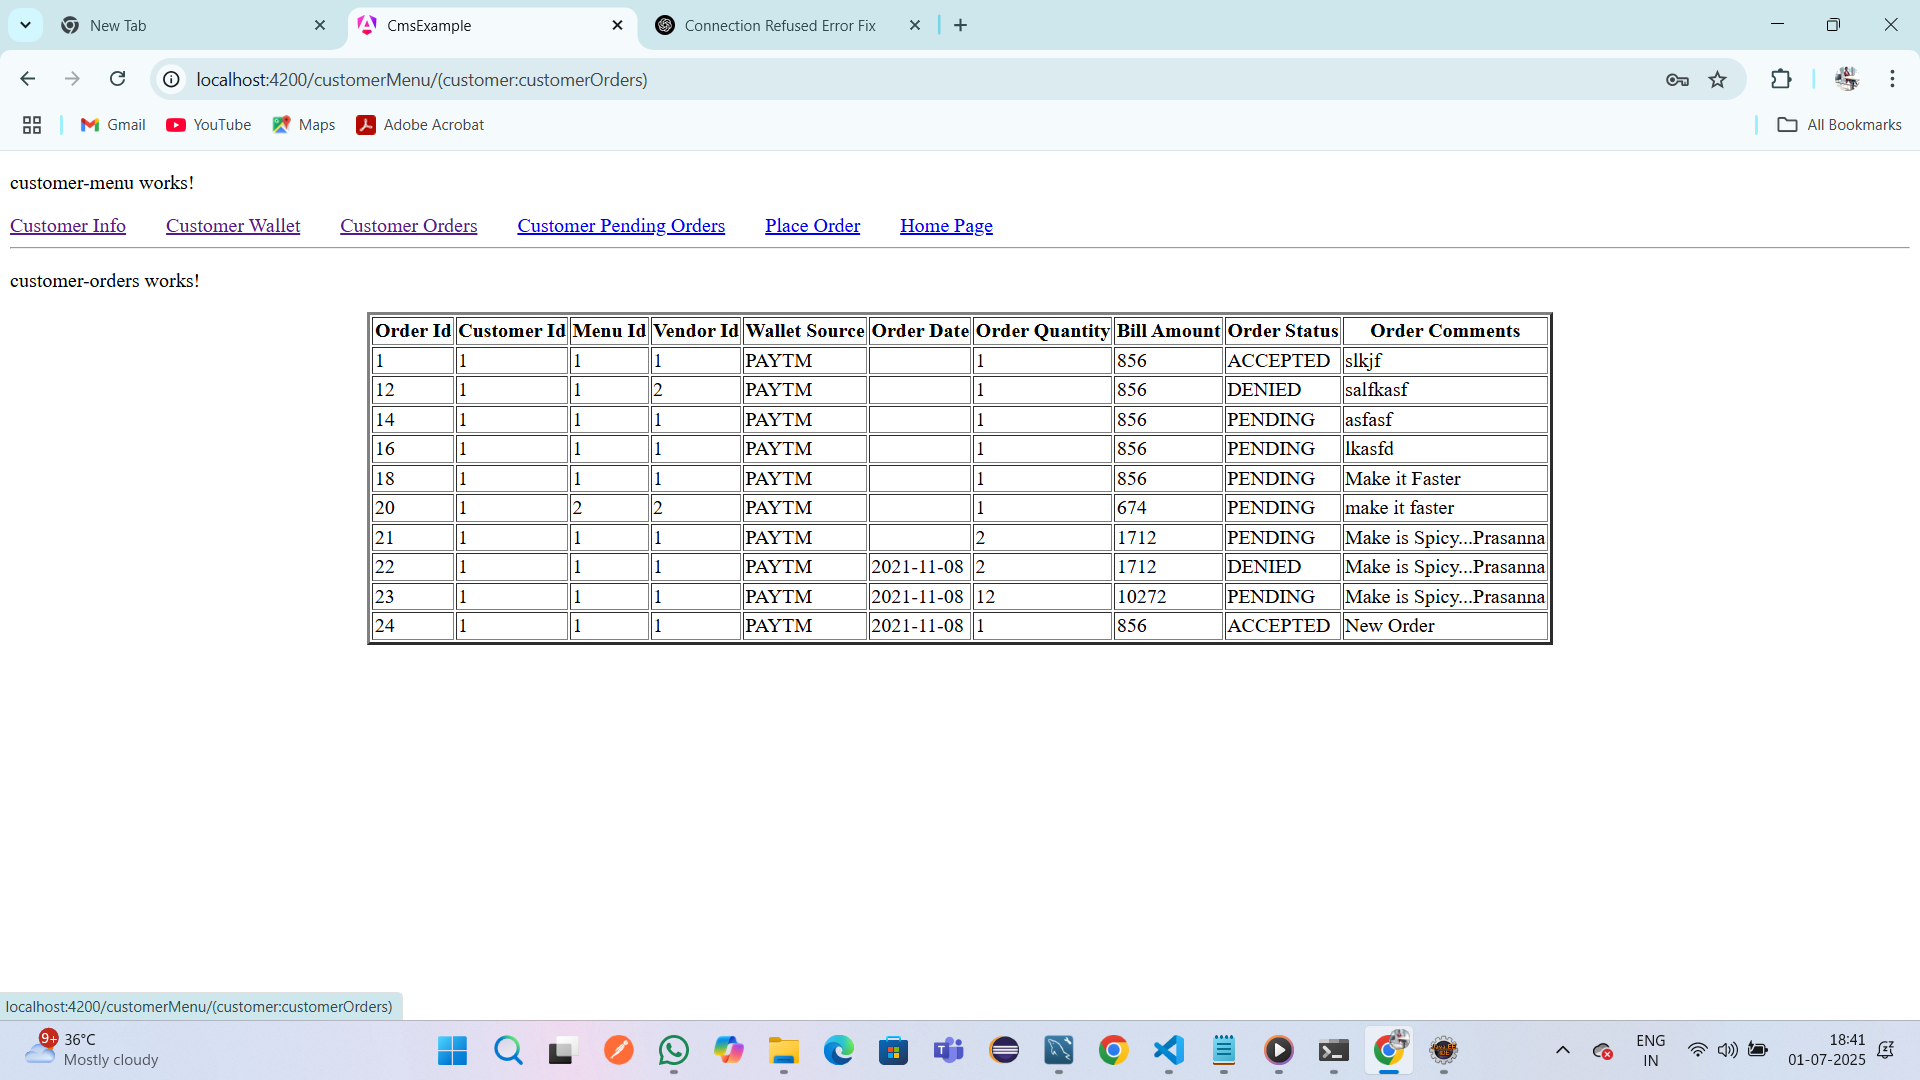 New Tab
CmsExample
Connection Refused Error Fix
localhost:4200/customerMenu/(customer:customerOrders)
Gmail YouTube Maps Adobe Acrobat All Bookmarks
customer-menu works!
Customer Info Customer Wallet Customer Orders Customer Pending Orders Place Order Home Page
customer-orders works!
Order Id Customer Id Menu Id Vendor Id Wallet Source Order Date Order Quantity Bill Amount Order Status Order Comments
1 1 1 1 PAYTM 1 856 ACCEPTED slkjf
12 1 1 2 PAYTM 1 856 DENIED salfkasf
14 1 1 1 PAYTM 1 856 PENDING asfasf
16 1 1 1 PAYTM 1 856 PENDING lkasfd
18 1 1 1 PAYTM 1 856 PENDING Make it Faster
20 1 2 2 PAYTM 1 674 PENDING make it faster
21 1 1 1 PAYTM 2 1712 PENDING Make is Spicy...Prasanna
22 1 1 1 PAYTM 2021-11-08 2 1712 DENIED Make is Spicy...Prasanna
23 1 1 1 PAYTM 2021-11-08 12 10272 PENDING Make is Spicy...Prasanna
24 1 1 1 PAYTM 2021-11-08 1 856 ACCEPTED New Order
localhost:4200/customerMenu/(customer:customerOrders)
9+ 36°C
Mostly cloudy
ENG
IN
18:41
01-07-2025